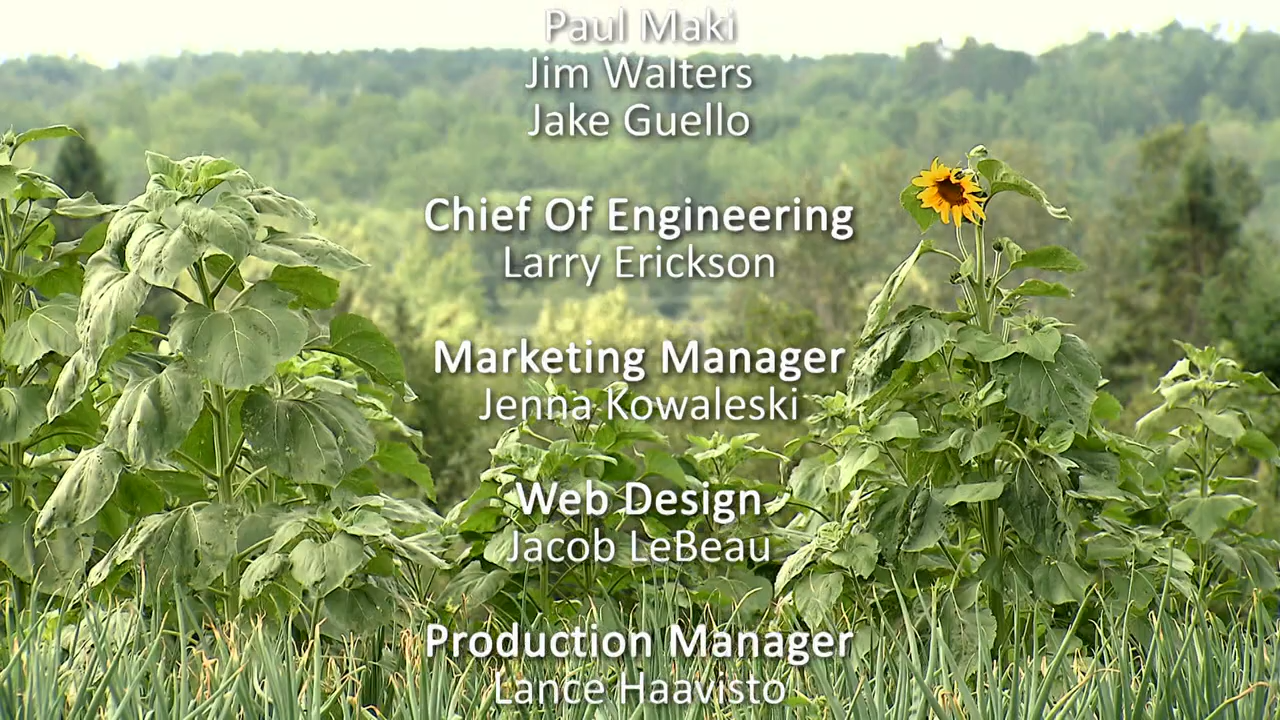 Paul Maki
Jim Walters
Jake Guello
Chief Of Engineering
Larry Erickson
Marketing Manager
Jenna Kowaleski
Web Design
Jacob LeBeau
Production Manager
Lance Haavisto